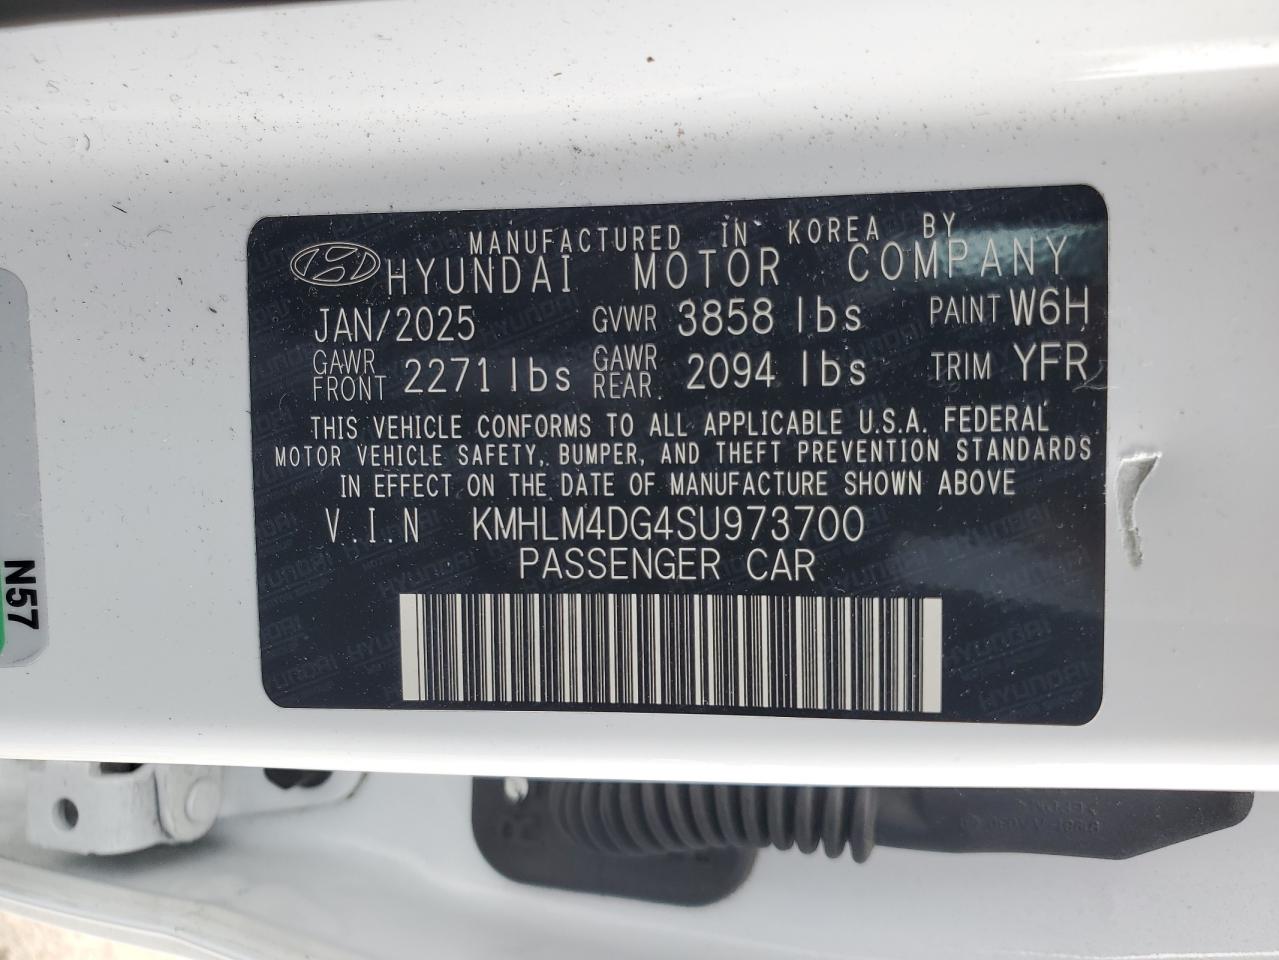 MANUFACTURED IN KOREA BY
HYUNDAI MOTOR COMPANY
JAN/2025 GVWR 3858 lbs PAINT W6H
GAWR FRONT 2271 lbs GAWR REAR 2094 lbs TRIM YFR
THIS VEHICLE CONFORMS TO ALL APPLICABLE U.S.A. FEDERAL
MOTOR VEHICLE SAFETY, BUMPER, AND THEFT PREVENTION STANDARDS
IN EFFECT ON THE DATE OF MANUFACTURE SHOWN ABOVE
V.I.N KMHLM4DG4SU973700
PASSENGER CAR
N57